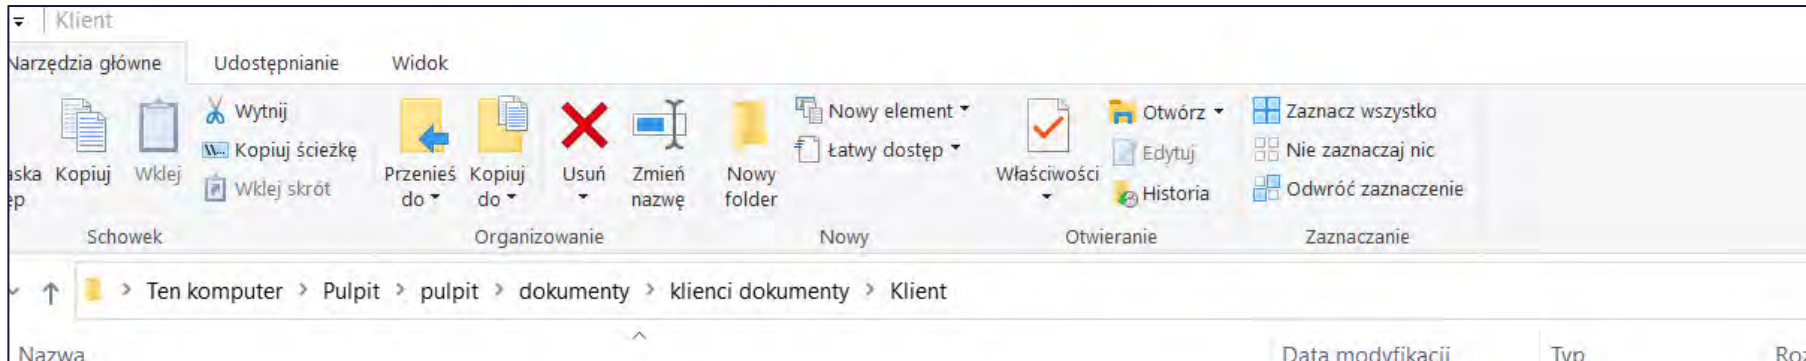 Klient
Narzędzia główne Udostępnianie Widok
Kopiuj
Wklej
Wytnij
Kopiuj ścieżkę
Wklej skrót
Schowek
Przenieś
do
Kopiuj
do
Usuń
Zmień
nazwę
Organizowanie
Nowy
folder
Nowy element
Łatwy dostęp
Nowy
Właściwości
Otwórz
Edytuj
Historia
Otwieranie
Zaznacz wszystko
Nie zaznaczaj nic
Odwróć zaznaczenie
Zaznaczanie
Ten komputer > Pulpit > pulpit > dokumenty > klienci dokumenty > Klient
Nazwa Data modyfikacji Typ